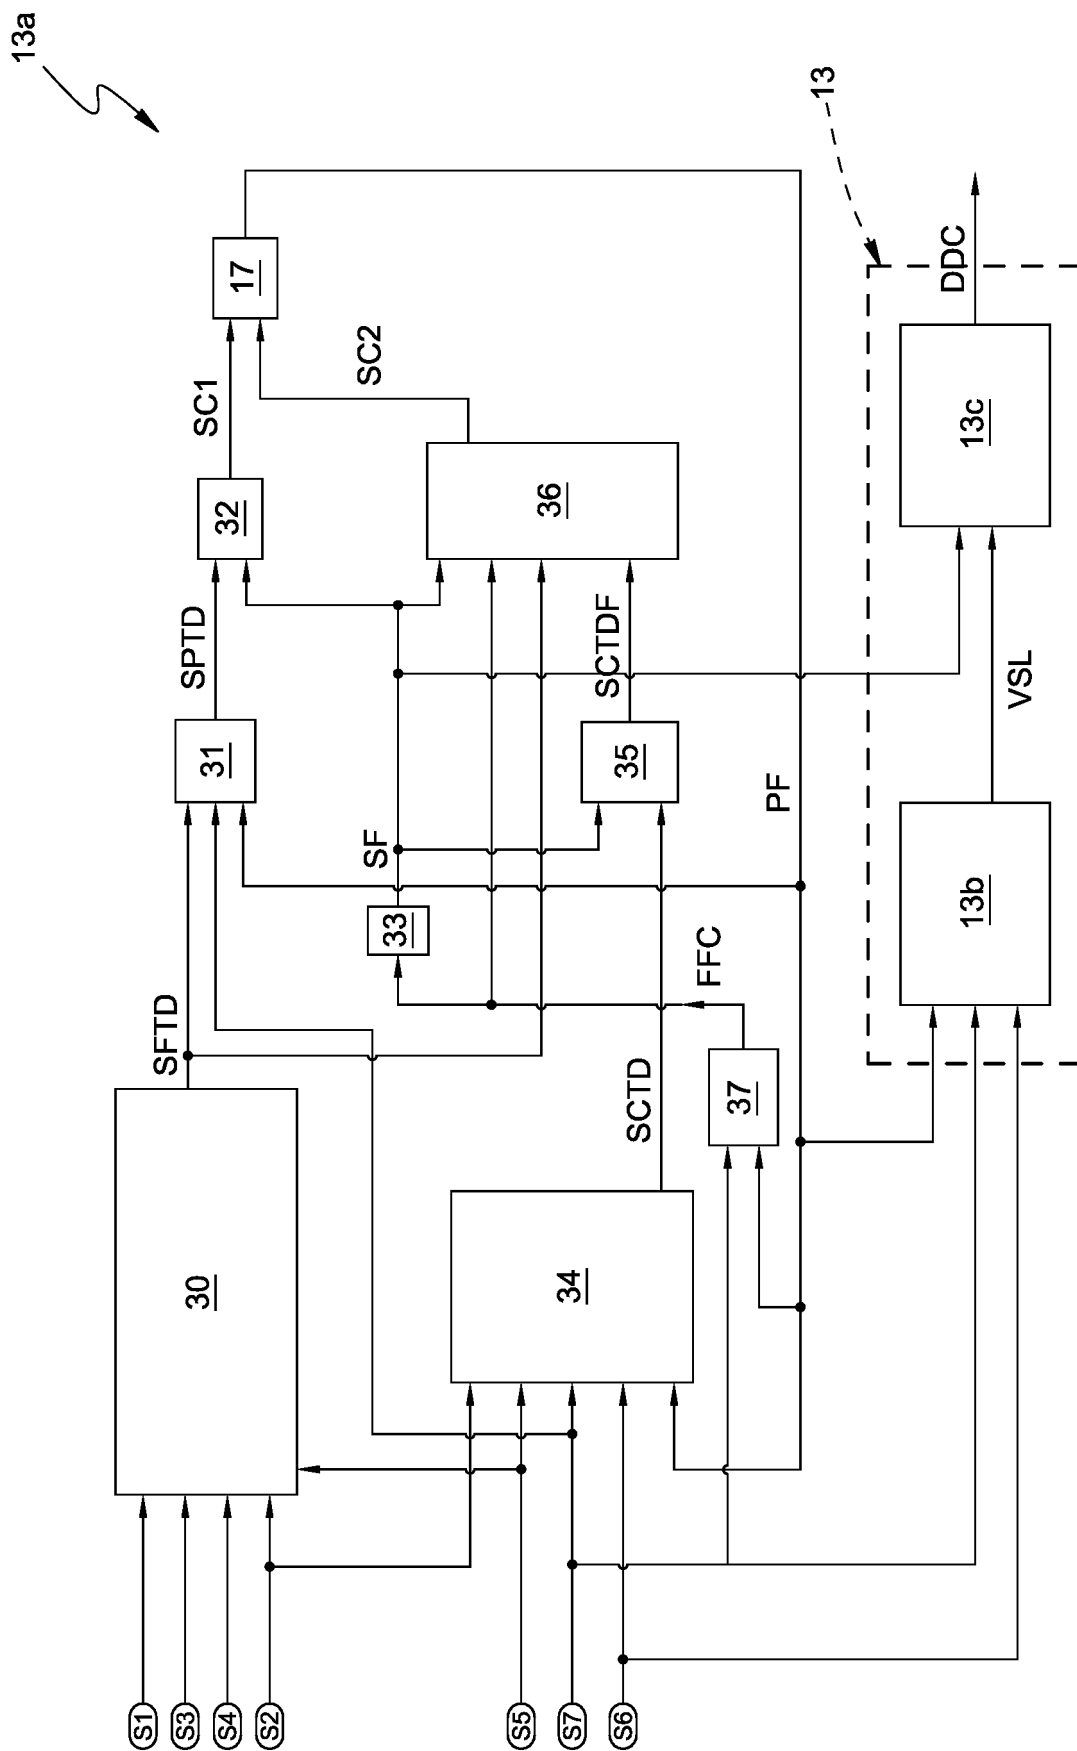 13a
S1
S3
S4
S2
30
SFTD
31
SPTD
32
SC1
17
SC2
36
33
SF
35
SCTDF
S5
S7
S6
34
SCTD
37
FFC
PF
13
13b
VSL
13c
DDC